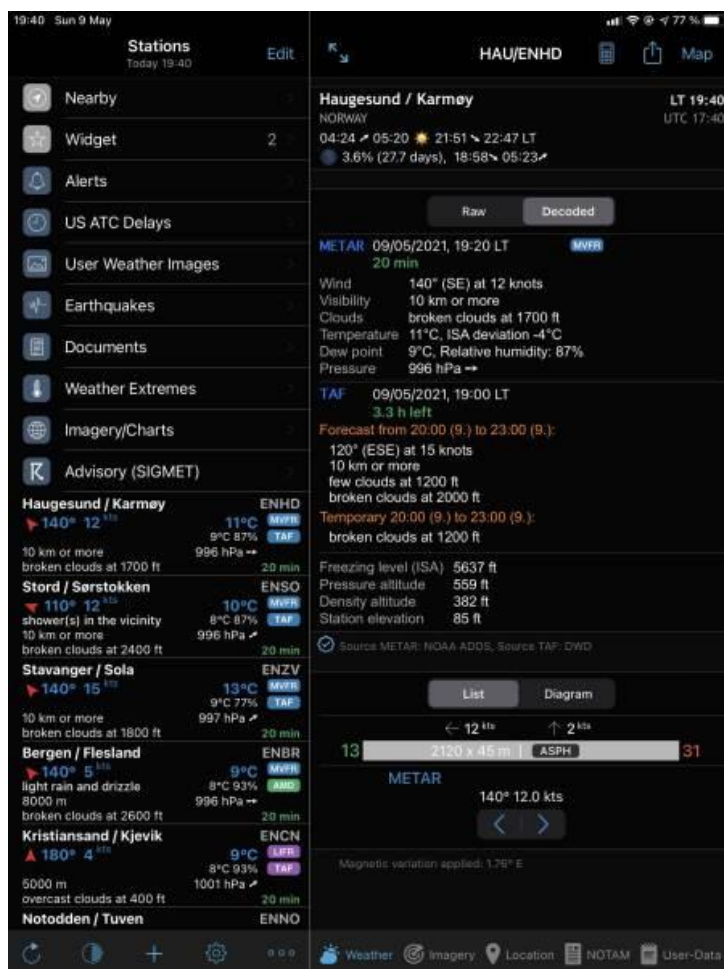 19:40 Sun 9 May
77 %
Stations
Today 19:40
Edit
Nearby
Widget 2
Alerts
US ATC Delays
User Weather Images
Earthquakes
Documents
Weather Extremes
Imagery/Charts
Advisory (SIGMET)
Haugesund / Karmøy ENHD
140° 12 kts 11°C MVFR
9°C 87% TAF
10 km or more 996 hPa →
broken clouds at 1700 ft 20 min
Stord / Sørstokken ENSO
110° 12 kts 10°C MVFR
shower(s) in the vicinity 8°C 87% TAF
10 km or more 996 hPa ↗
broken clouds at 2400 ft 20 min
Stavanger / Sola ENZV
140° 15 kts 13°C MVFR
9°C 77% TAF
10 km or more 997 hPa ↗
broken clouds at 1800 ft 20 min
Bergen / Flesland ENBR
140° 5 kts 9°C MVFR
light rain and drizzle 8°C 93% AMD
8000 m 996 hPa →
broken clouds at 2600 ft 20 min
Kristiansand / Kjevik ENCN
180° 4 kts 9°C LIFR
8°C 93% TAF
5000 m 1001 hPa ↗
overcast clouds at 400 ft 20 min
Notodden / Tuven ENNO
HAU/ENHD Map
Haugesund / Karmøy LT 19:40
NORWAY UTC 17:40
04:24 ↗ 05:20 ☀ 21:51 ↘ 22:47 LT
3.6% (27.7 days), 18:58↘ 05:23↗
Raw Decoded
METAR 09/05/2021, 19:20 LT MVFR
20 min
Wind 140° (SE) at 12 knots
Visibility 10 km or more
Clouds broken clouds at 1700 ft
Temperature 11°C, ISA deviation -4°C
Dew point 9°C, Relative humidity: 87%
Pressure 996 hPa →
TAF 09/05/2021, 19:00 LT
3.3 h left
Forecast from 20:00 (9.) to 23:00 (9.):
120° (ESE) at 15 knots
10 km or more
few clouds at 1200 ft
broken clouds at 2000 ft
Temporary 20:00 (9.) to 23:00 (9.):
broken clouds at 1200 ft
Freezing level (ISA) 5637 ft
Pressure altitude 559 ft
Density altitude 382 ft
Station elevation 85 ft
Source METAR: NOAA ADDS, Source TAF: DWD
List Diagram
← 12 kts ↑ 2 kts
13 2120 x 45 m | ASPH 31
METAR
140° 12.0 kts
Magnetic variation applied: 1.76° E
Weather Imagery Location NOTAM User-Data